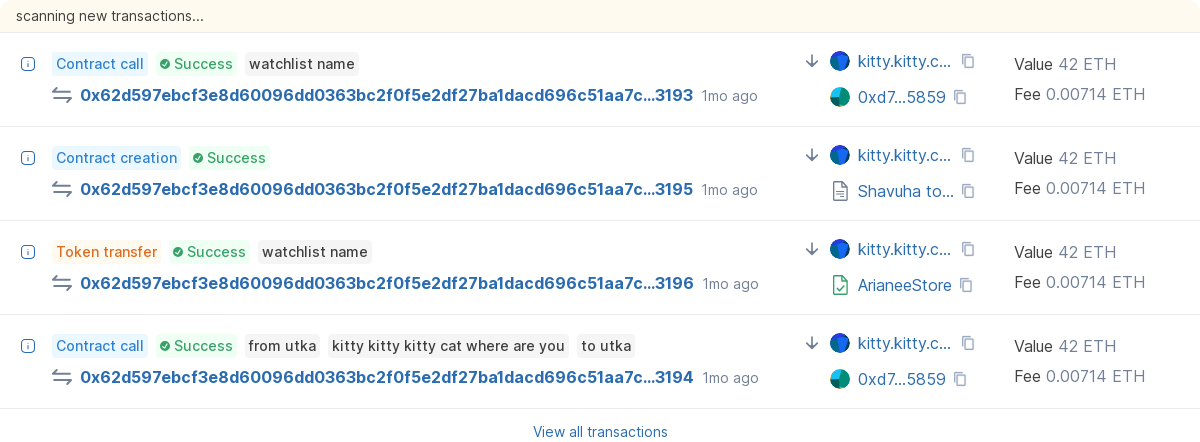 scanning new transactions...
Contract call Success watchlist name
0x62d597ebcf3e8d60096dd0363bc2f0f5e2df27ba1dacd696c51aa7c...3193 1mo ago
kitty.kitty.c...
0xd7...5859
Value 42 ETH
Fee 0.00714 ETH
Contract creation Success
0x62d597ebcf3e8d60096dd0363bc2f0f5e2df27ba1dacd696c51aa7c...3195 1mo ago
kitty.kitty.c...
Shavuha to...
Value 42 ETH
Fee 0.00714 ETH
Token transfer Success watchlist name
0x62d597ebcf3e8d60096dd0363bc2f0f5e2df27ba1dacd696c51aa7c...3196 1mo ago
kitty.kitty.c...
ArianeeStore
Value 42 ETH
Fee 0.00714 ETH
Contract call Success from utka kitty kitty kitty cat where are you to utka
0x62d597ebcf3e8d60096dd0363bc2f0f5e2df27ba1dacd696c51aa7c...3194 1mo ago
kitty.kitty.c...
0xd7...5859
Value 42 ETH
Fee 0.00714 ETH
View all transactions